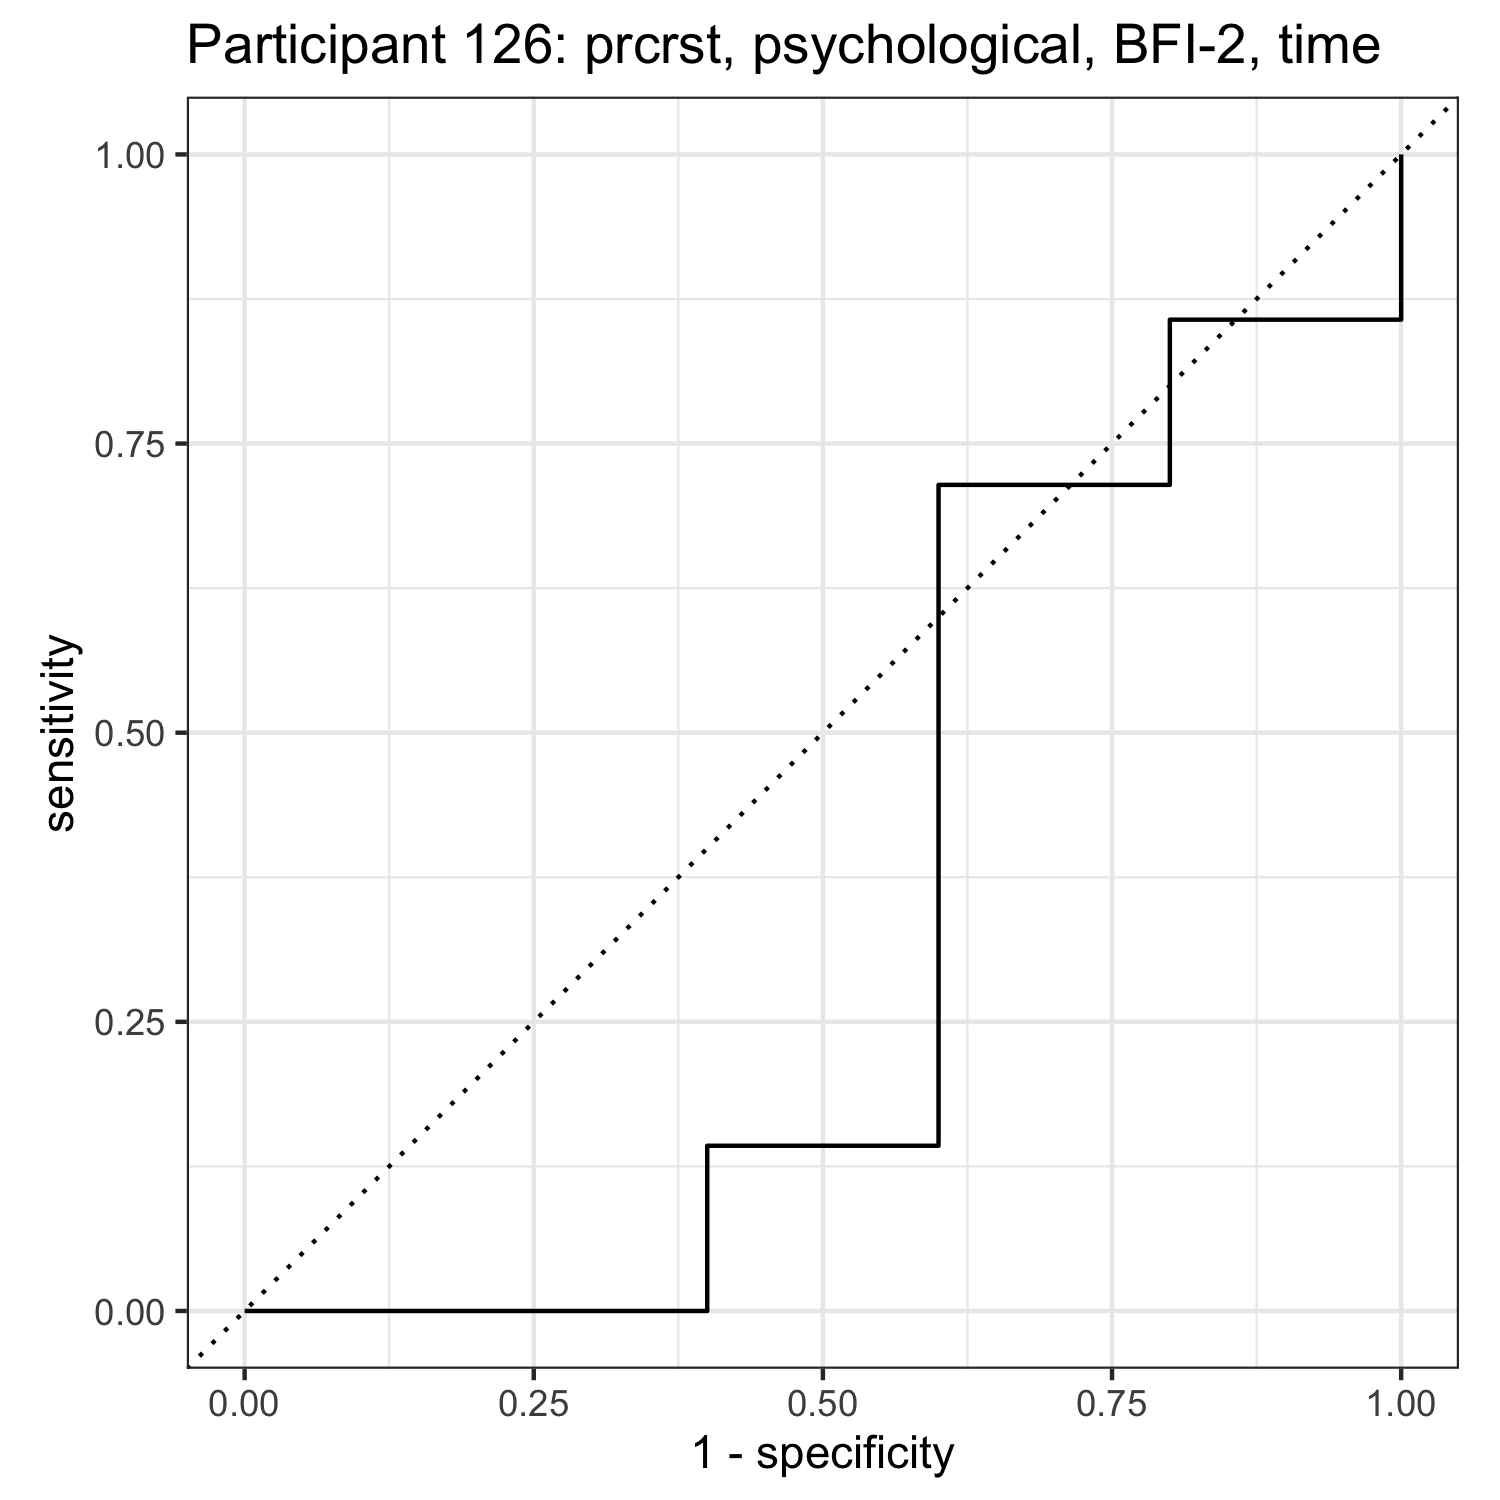 Participant 126: prcrst, psychological, BFI-2, time
1.00
0.75
0.50
0.25
0.00
sensitivity
0.00 0.25 0.50 0.75 1.00
1 - specificity